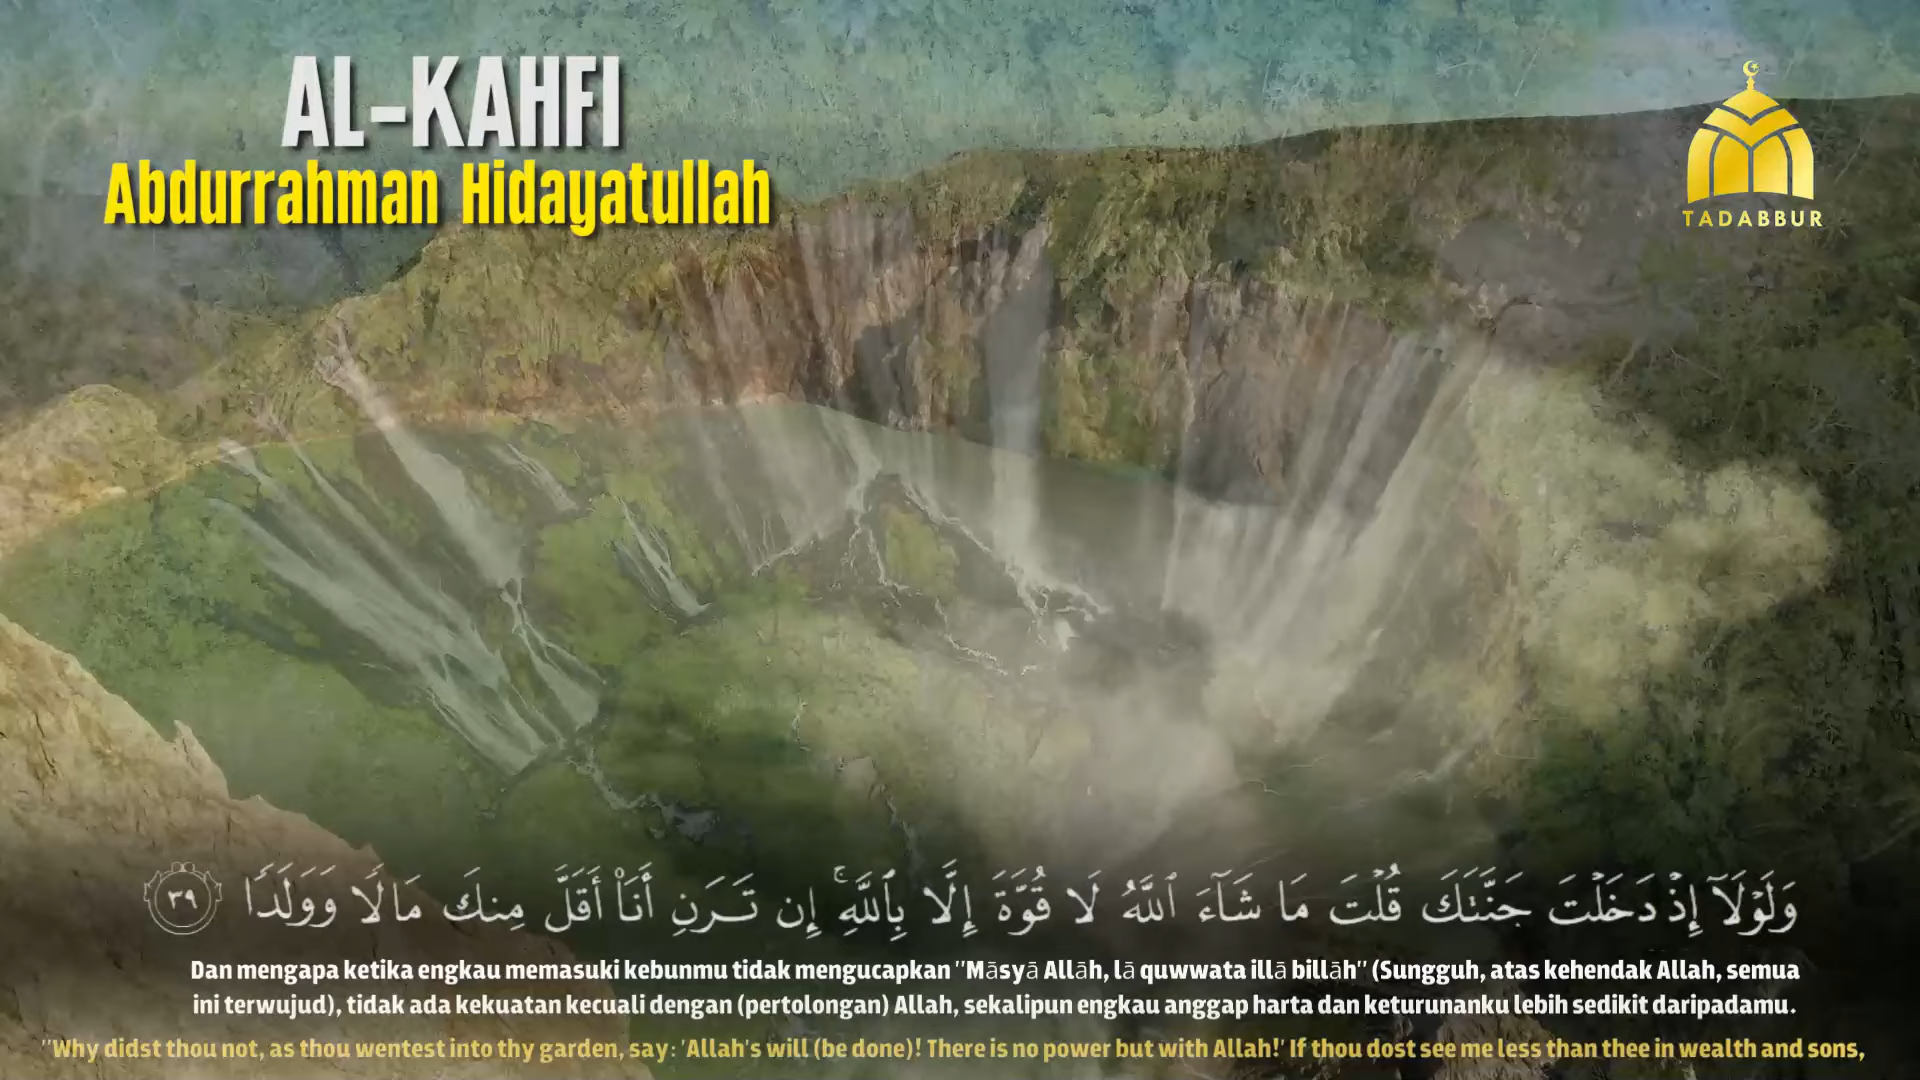 AL-KAHFI
Abdurrahman Hidayatullah
TADABBUR
وَلَوْلَآ إِذْ دَخَلْتَ جَنَّتَكَ قُلْتَ مَا شَآءَ ٱللَّهُ لَا قُوَّةَ إِلَّا بِٱللَّهِ ۚ إِن تَرَنِ أَنَا۠ أَقَلَّ مِنكَ مَالًا وَوَلَدًا ٣٩
Dan mengapa ketika engkau memasuki kebunmu tidak mengucapkan "Māsyā Allāh, lā quwwata illā billāh" (Sungguh, atas kehendak Allah, semua
ini terwujud), tidak ada kekuatan kecuali dengan (pertolongan) Allah, sekalipun engkau anggap harta dan keturunanku lebih sedikit daripadamu.
"Why didst thou not, as thou wentest into thy garden, say: 'Allah's will (be done)! There is no power but with Allah!' If thou dost see me less than thee in wealth and sons,